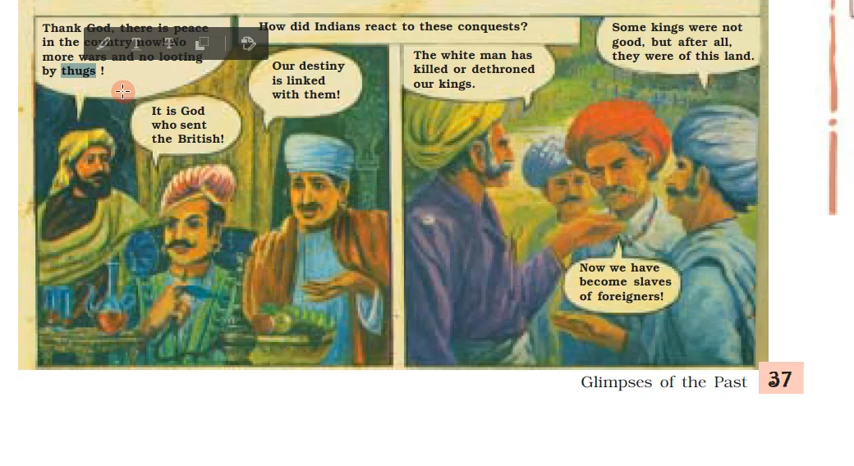 How did Indians react to these conquests?
Thank God, there is peace
in the country now! No
more wars and no looting
by thugs !
It is God
who sent
the British!
Our destiny
is linked
with them!
The white man has
killed or dethroned
our kings.
Some kings were not
good, but after all,
they were of this land.
Now we have
become slaves
of foreigners!
Glimpses of the Past 37